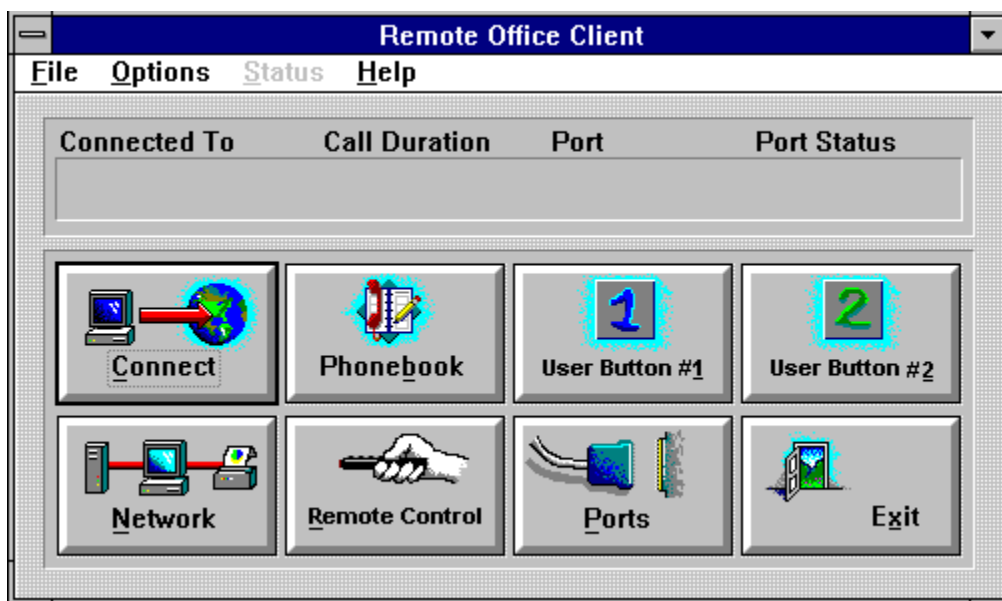 Remote Office Client
File Options Status Help
Connected To Call Duration Port Port Status
1 2
Connect Phonebook User Button #1 User Button #2
Network Remote Control Ports Exit